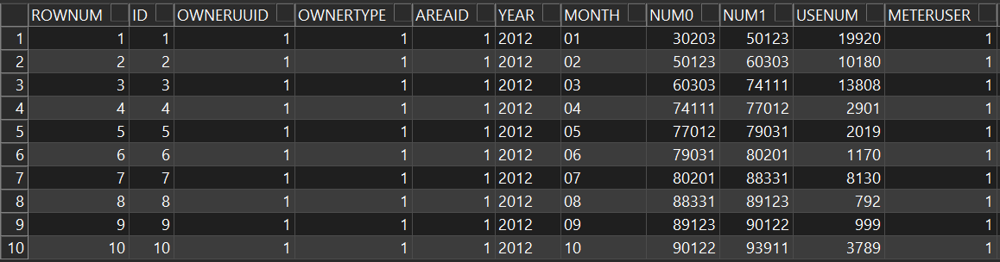 ROWNUM ID OWNERUUID OWNERTYPE AREAID YEAR MONTH NUM0 NUM1 USENUM METERUSER
1 1 1 1 1 1 2012 01 30203 50123 19920 1
2 2 2 1 1 1 2012 02 50123 60303 10180 1
3 3 3 1 1 1 2012 03 60303 74111 13808 1
4 4 4 1 1 1 2012 04 74111 77012 2901 1
5 5 5 1 1 1 2012 05 77012 79031 2019 1
6 6 6 1 1 1 2012 06 79031 80201 1170 1
7 7 7 1 1 1 2012 07 80201 88331 8130 1
8 8 8 1 1 1 2012 08 88331 89123 792 1
9 9 9 1 1 1 2012 09 89123 90122 999 1
10 10 10 1 1 1 2012 10 90122 93911 3789 1